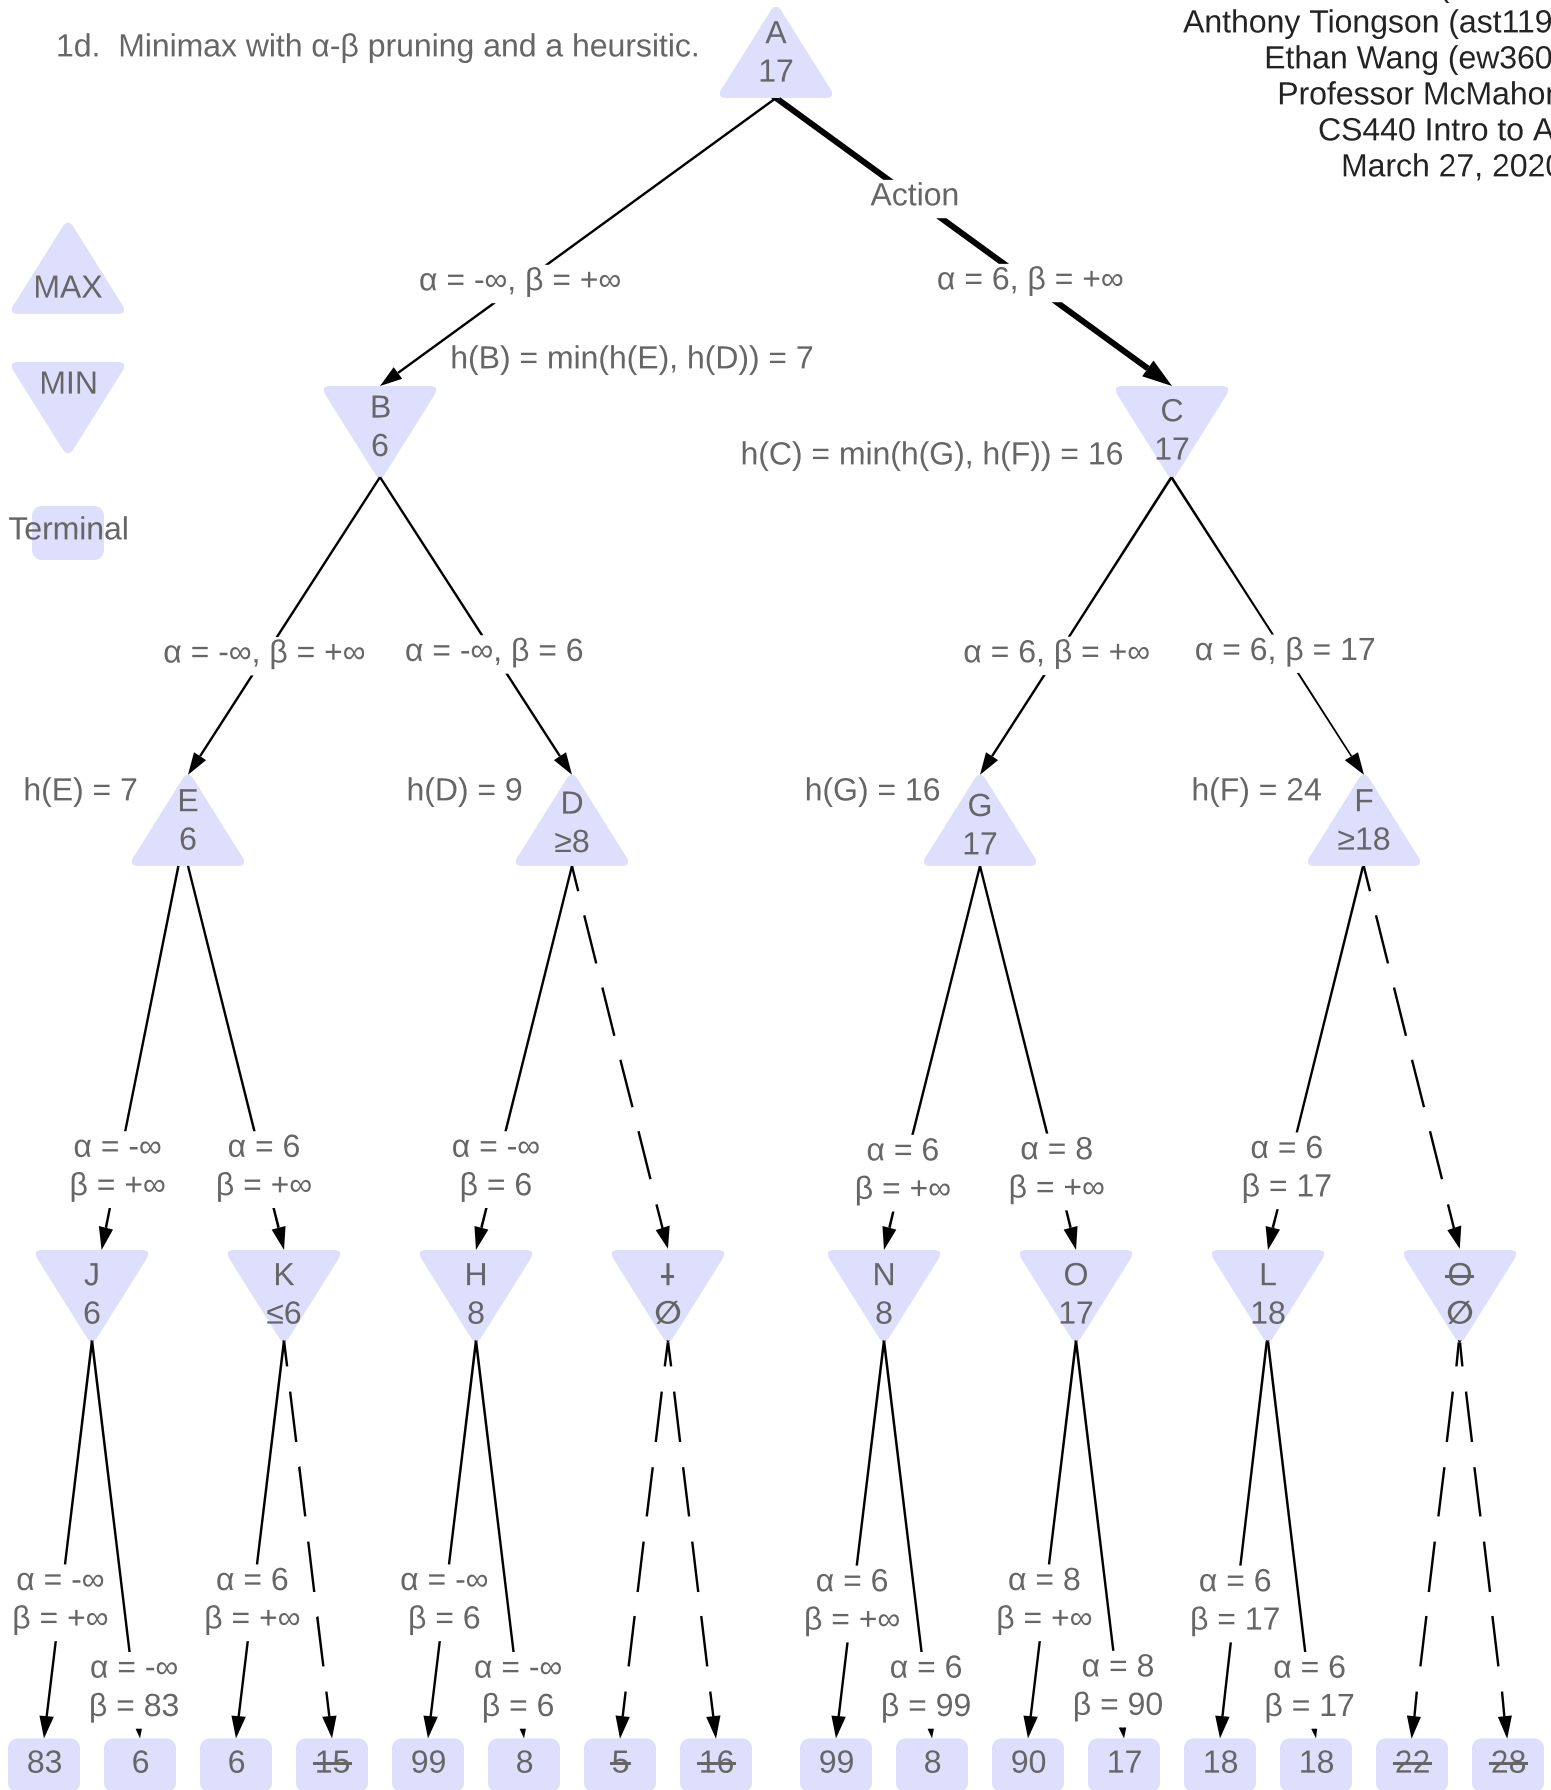 1d.  Minimax with α-β pruning and a heursitic.
Anthony Tiongson (ast119
Ethan Wang (ew360
Professor McMahon
CS440 Intro to A
March 27, 2020
A
17
Action
α = -∞, β = +∞
α = 6, β = +∞
MAX
MIN
Terminal
h(B) = min(h(E), h(D)) = 7
B
6
h(C) = min(h(G), h(F)) = 16
C
17
α = -∞, β = +∞
α = -∞, β = 6
α = 6, β = +∞
α = 6, β = 17
h(E) = 7
E
6
h(D) = 9
D
≥8
h(G) = 16
G
17
h(F) = 24
F
≥18
α = -∞
β = +∞
α = 6
β = +∞
α = -∞
β = 6
α = 6
β = +∞
α = 8
β = +∞
α = 6
β = 17
J
6
K
≤6
H
8
I
Ø
N
8
O
17
L
18
O
Ø
α = -∞
β = +∞
α = -∞
β = 83
α = 6
β = +∞
α = -∞
β = 6
α = -∞
β = 6
α = 6
β = +∞
α = 6
β = 99
α = 8
β = +∞
α = 8
β = 90
α = 6
β = 17
α = 6
β = 17
83 6 6 15 99 8 5 16 99 8 90 17 18 18 22 28